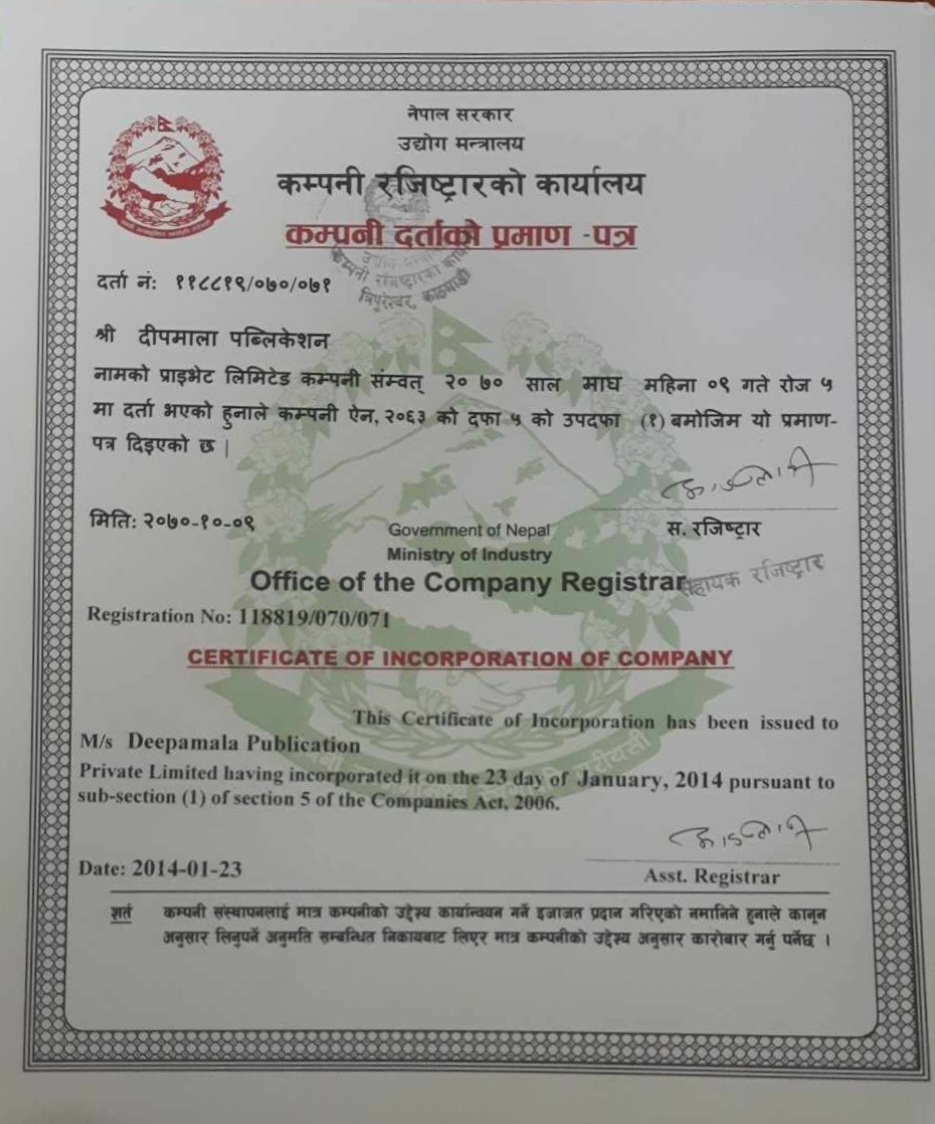 नेपाल सरकार
उद्योग मन्त्रालय
कम्पनी रजिष्ट्रारको कार्यालय
कम्पनी दर्ताको प्रमाण -पत्र
त्रिपुरेश्वर, काठमाडौं
दर्ता नं: ११८८१९/०७०/०७१
श्री दीपमाला पब्लिकेशन
नामको प्राइभेट लिमिटेड कम्पनी संम्वत् २० ७० साल माघ महिना ०९ गते रोज ५
मा दर्ता भएको हुनाले कम्पनी ऐन, २०६३ को दफा ५ को उपदफा (१) बमोजिम यो प्रमाण-
पत्र दिइएको छ |
मिति: २०७०-१०-०९
स. रजिष्ट्रार
सहायक रजिष्ट्रार
Government of Nepal
Ministry of Industry
Office of the Company Registrar
Registration No: 118819/070/071
CERTIFICATE OF INCORPORATION OF COMPANY
This Certificate of Incorporation has been issued to
M/s Deepamala Publication
Private Limited having incorporated it on the 23 day of January, 2014 pursuant to
sub-section (1) of section 5 of the Companies Act, 2006.
Date: 2014-01-23
Asst. Registrar
शर्त कम्पनी संस्थापनलाई मात्र कम्पनीको उद्देश्य कार्यान्वयन गर्ने इजाजत प्रदान गरिएको नमानिने हुनाले कानून
अनुसार लिनुपर्ने अनुमति सम्बन्धित निकायबाट लिएर मात्र कम्पनीको उद्देश्य अनुसार कारोबार गर्नु पर्नेछ ।